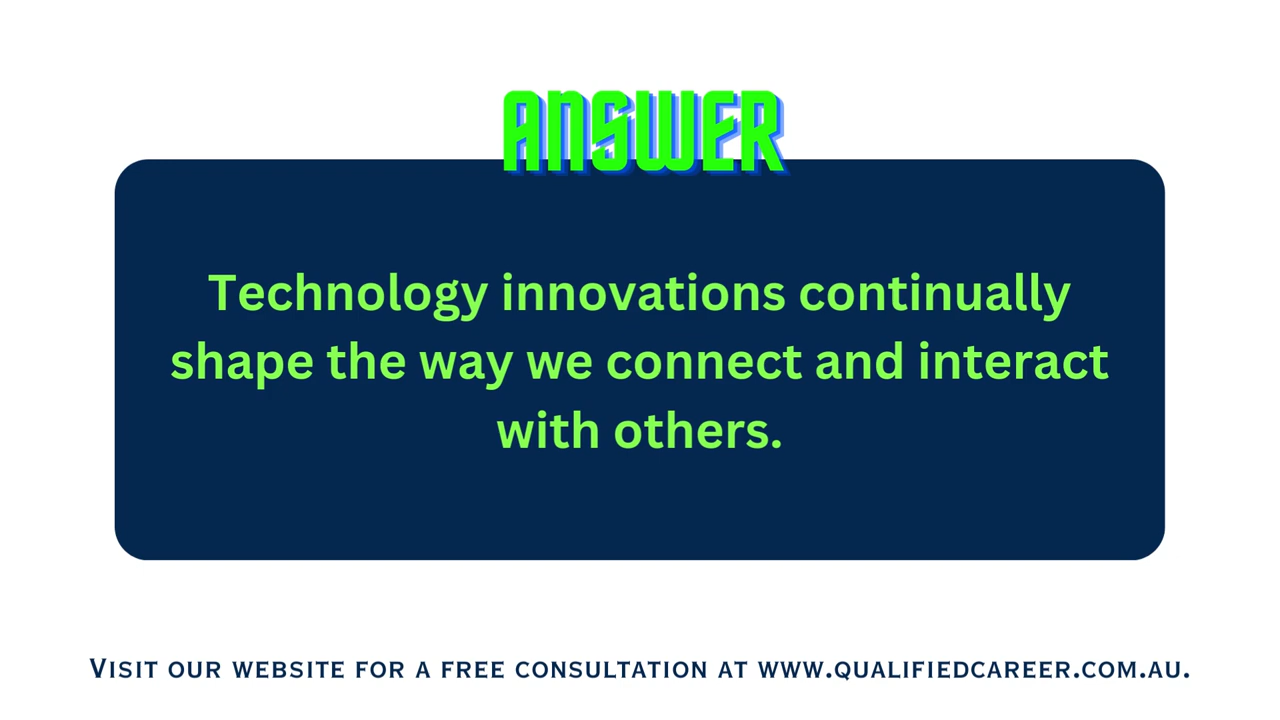 ANSWER
Technology innovations continually
shape the way we connect and interact
with others.
Visit our website for a free consultation at www.qualifiedcareer.com.au.